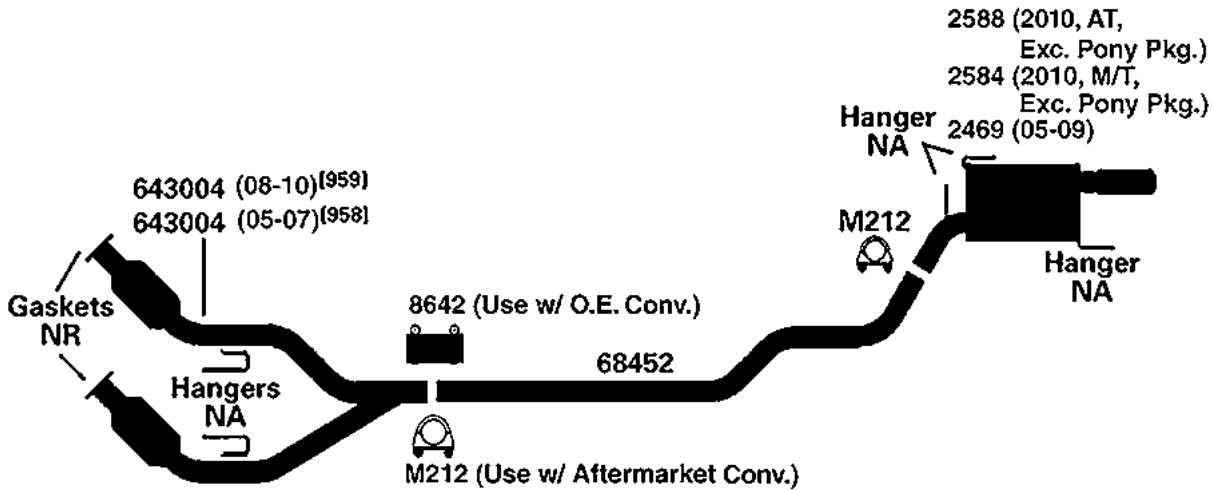 2588 (2010, AT,
Exc. Pony Pkg.)
2584 (2010, M/T,
Exc. Pony Pkg.)
2469 (05-09)
Hanger
NA
643004 (08-10)[959]
643004 (05-07)[958]
M212
Hanger
NA
Gaskets
NR
8642 (Use w/ O.E. Conv.)
68452
Hangers
NA
M212 (Use w/ Aftermarket Conv.)